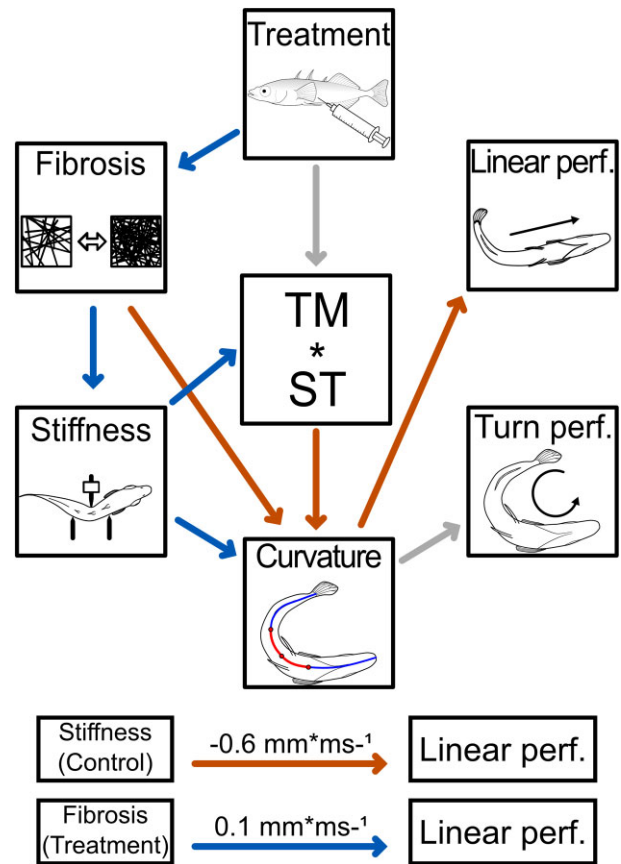 Treatment
Fibrosis
Linear perf.
TM
*
ST
Stiffness
Turn perf.
Curvature
Stiffness
(Control)
-0.6 mm*ms-¹
Linear perf.
Fibrosis
(Treatment)
0.1 mm*ms-¹
Linear perf.